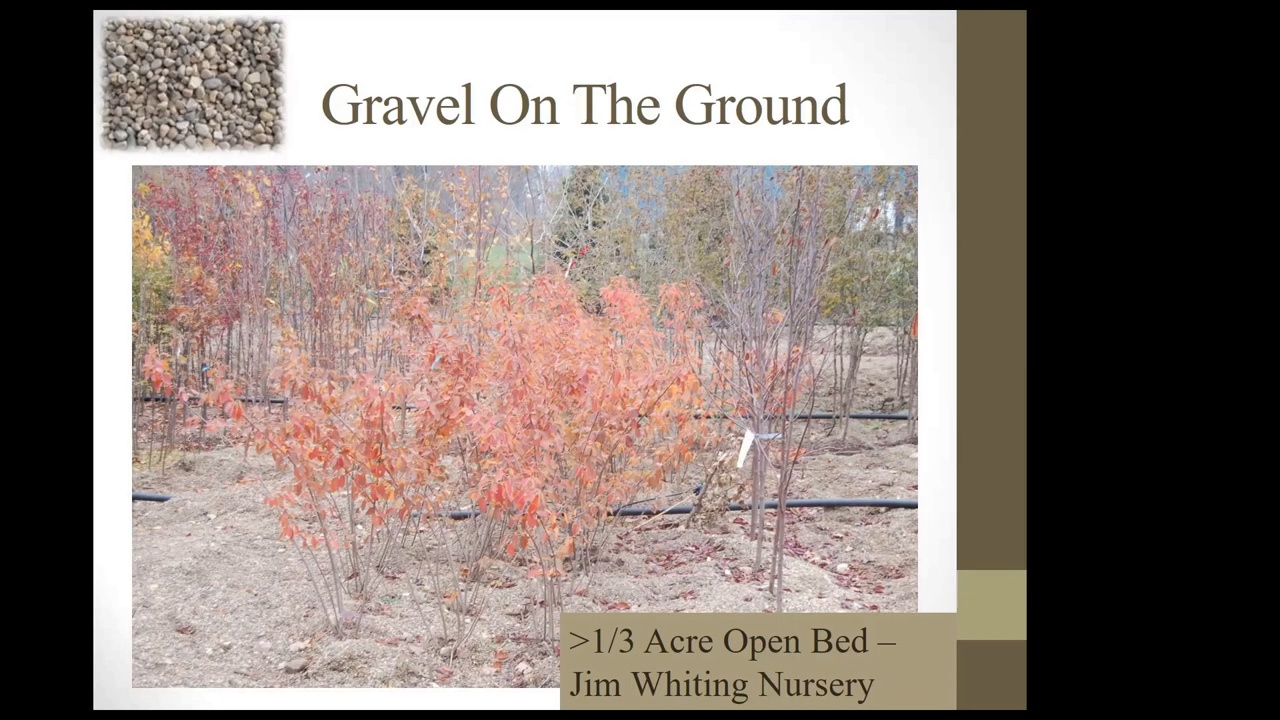 Gravel On The Ground
>1/3 Acre Open Bed –
Jim Whiting Nursery